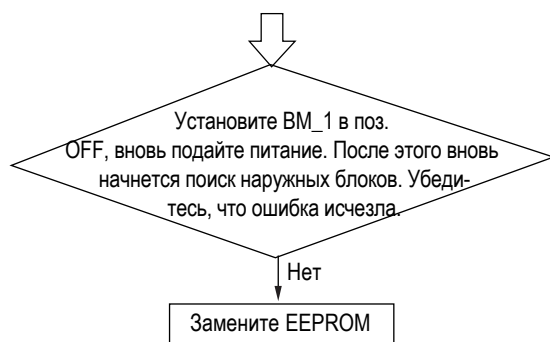 Установите BM_1 в поз.
OFF, вновь подайте питание. После этого вновь
начнется поиск наружных блоков. Убеди-
тесь, что ошибка исчезла.
Нет
Замените EEPROM